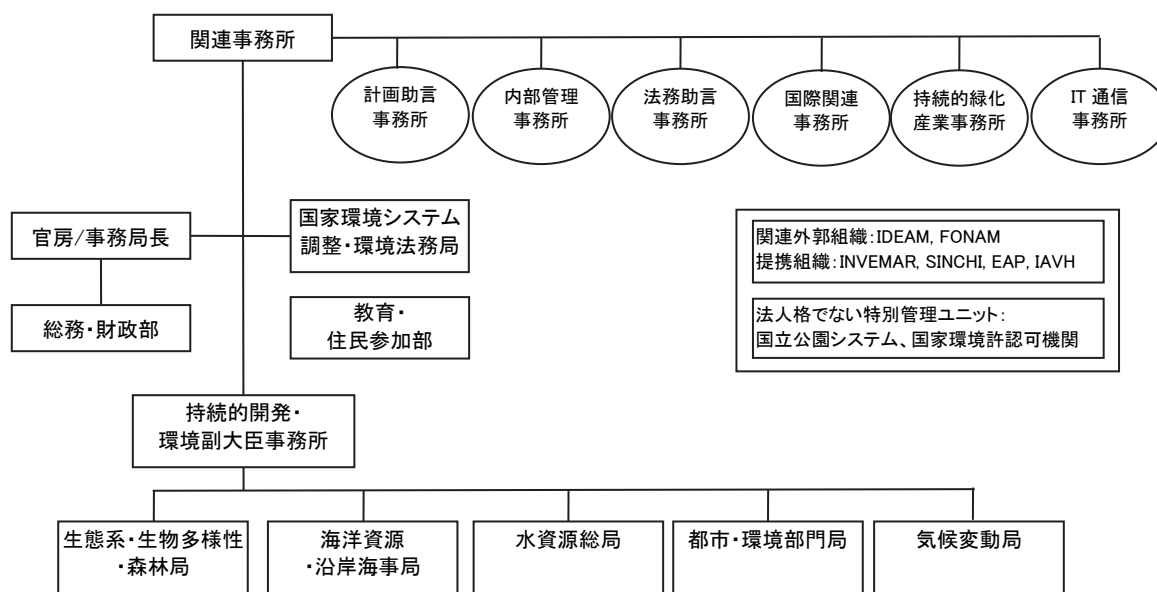 関連事務所
計画助言
事務所
内部管理
事務所
法務助言
事務所
国際関連
事務所
持続的緑化
産業事務所
IT 通信
事務所
官房/事務局長
国家環境システム
調整・環境法務局
総務・財政部
教育・
住民参加部
関連外郭組織:IDEAM, FONAM
提携組織:INVEMAR, SINCHI, EAP, IAVH
法人格でない特別管理ユニット:
国立公園システム、国家環境許認可機関
持続的開発・
環境副大臣事務所
生態系・生物多様性
・森林局
海洋資源
・沿岸海事局
水資源総局
都市・環境部門局
気候変動局